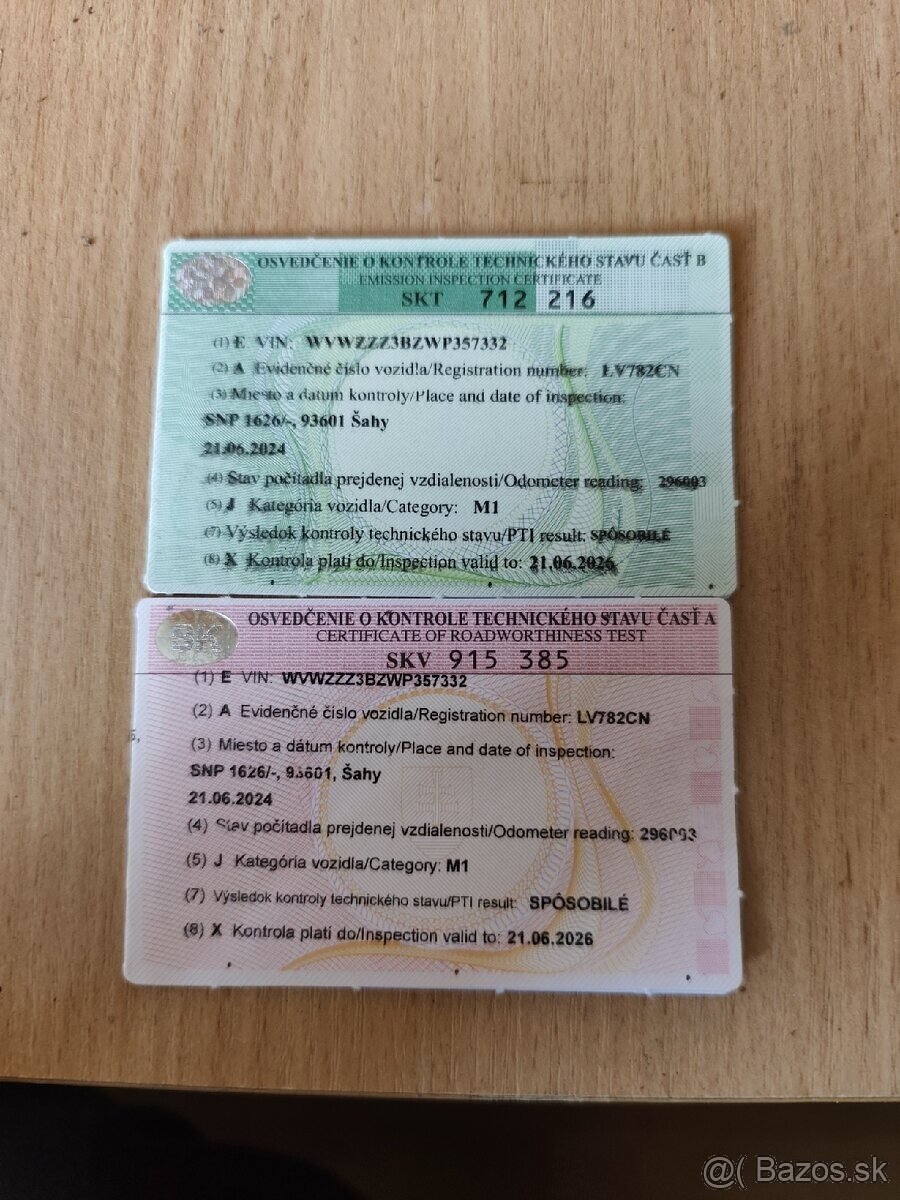 OSVEDČENIE O KONTROLE TECHNICKÉHO STAVU ČASŤ B
EMISSION INSPECTION CERTIFICATE
SKT 712 216
(1) E VIN: WVWZZZ3BZWP357332
(2) A Evidenčné číslo vozidla/Registration number: LV782CN
(3) Miesto a dátum kontroly/Place and date of inspection:
SNP 1626/-, 93601 Šahy
21.06.2024
(4) Stav počítadla prejdenej vzdialenosti/Odometer reading: 296003
(5) J Kategória vozidla/Category: M1
(7) Výsledok kontroly technického stavu/PTI result: SPÔSOBILÉ
(8) X Kontrola platí do/Inspection valid to: 21.06.2026
SK
OSVEDČENIE O KONTROLE TECHNICKÉHO STAVU ČASŤ A
CERTIFICATE OF ROADWORTHINESS TEST
SKV 915 385
(1) E VIN: WVWZZZ3BZWP357332
(2) A Evidenčné číslo vozidla/Registration number: LV782CN
(3) Miesto a dátum kontroly/Place and date of inspection:
SNP 1626/-, 93601, Šahy
21.06.2024
(4) Stav počítadla prejdenej vzdialenosti/Odometer reading: 296003
(5) J Kategória vozidla/Category: M1
(7) Výsledok kontroly technického stavu/PTI result: SPÔSOBILÉ
(8) X Kontrola platí do/Inspection valid to: 21.06.2026
@( Bazos.sk